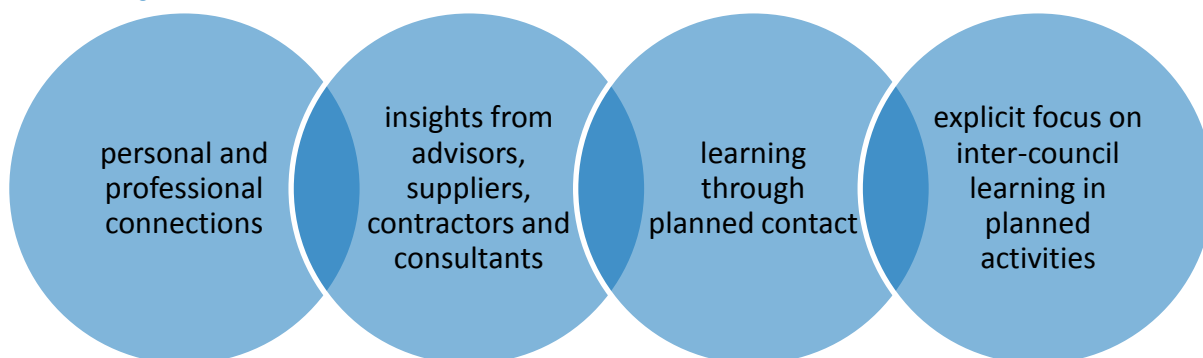 personal and
professional
connections
insights from
advisors,
suppliers,
contractors and
consultants
learning
through
planned contact
explicit focus on
inter-council
learning in
planned
activities